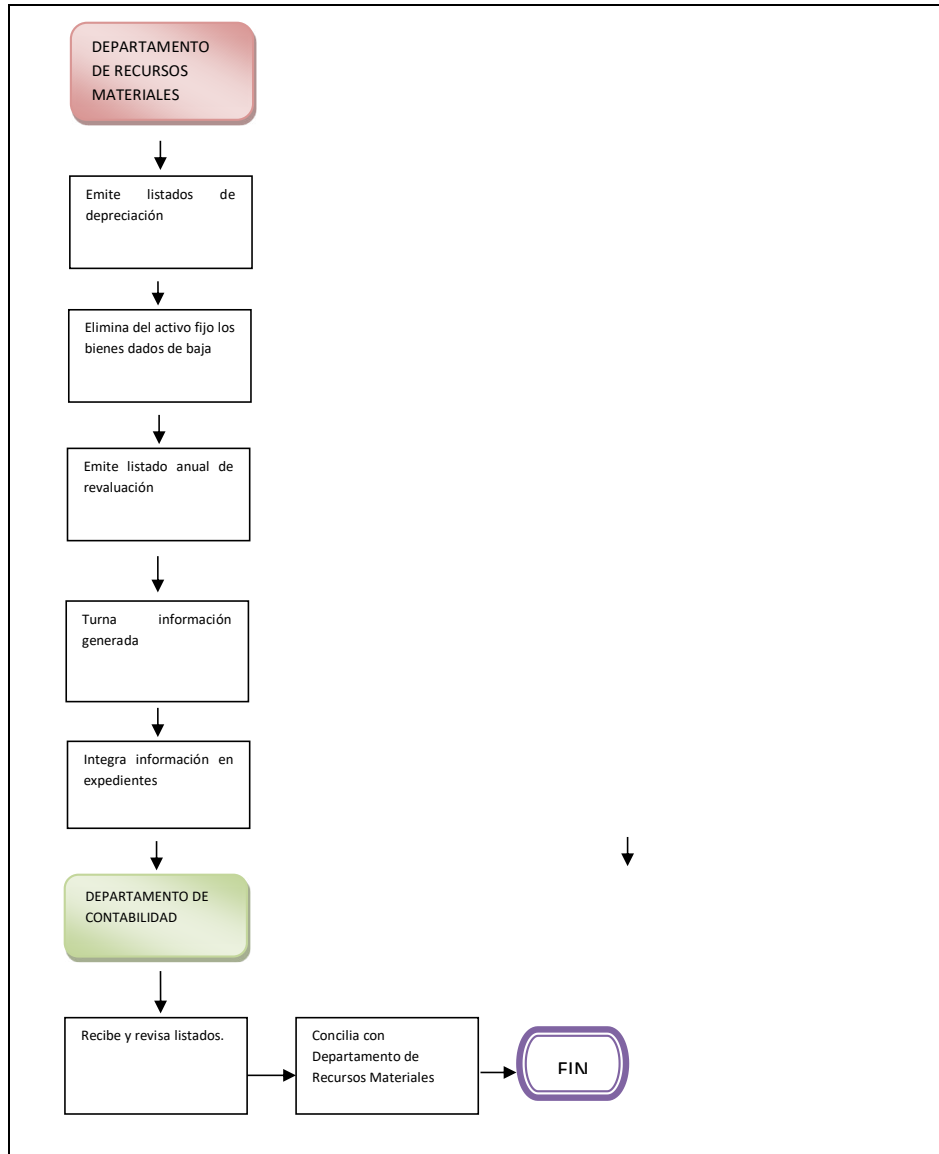 DEPARTAMENTO
DE RECURSOS
MATERIALES
Emite listados de
depreciación
Elimina del activo fijo los
bienes dados de baja
Emite listado anual de
revaluación
Turna información
generada
Integra información en
expedientes
DEPARTAMENTO DE
CONTABILIDAD
Recibe y revisa listados.
Concilia con
Departamento de
Recursos Materiales
FIN